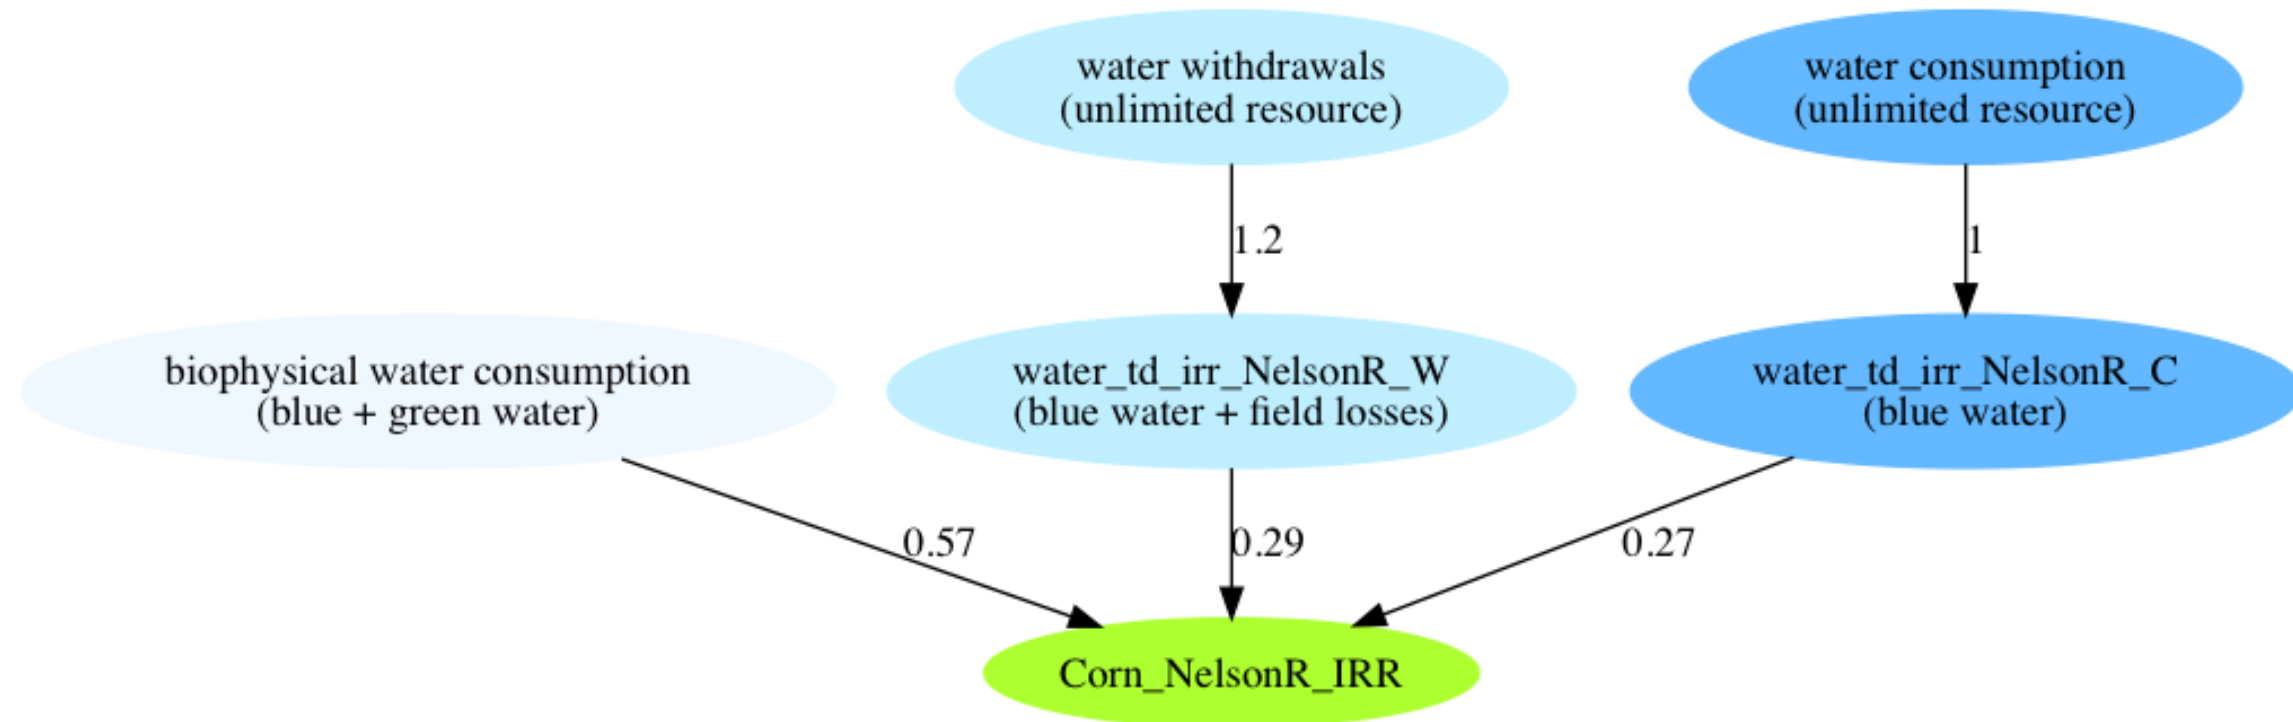 water withdrawals
(unlimited resource)
water consumption
(unlimited resource)
1.2
1
biophysical water consumption
(blue + green water)
water_td_irr_NelsonR_W
(blue water + field losses)
water_td_irr_NelsonR_C
(blue water)
0.57
0.29
0.27
Corn_NelsonR_IRR